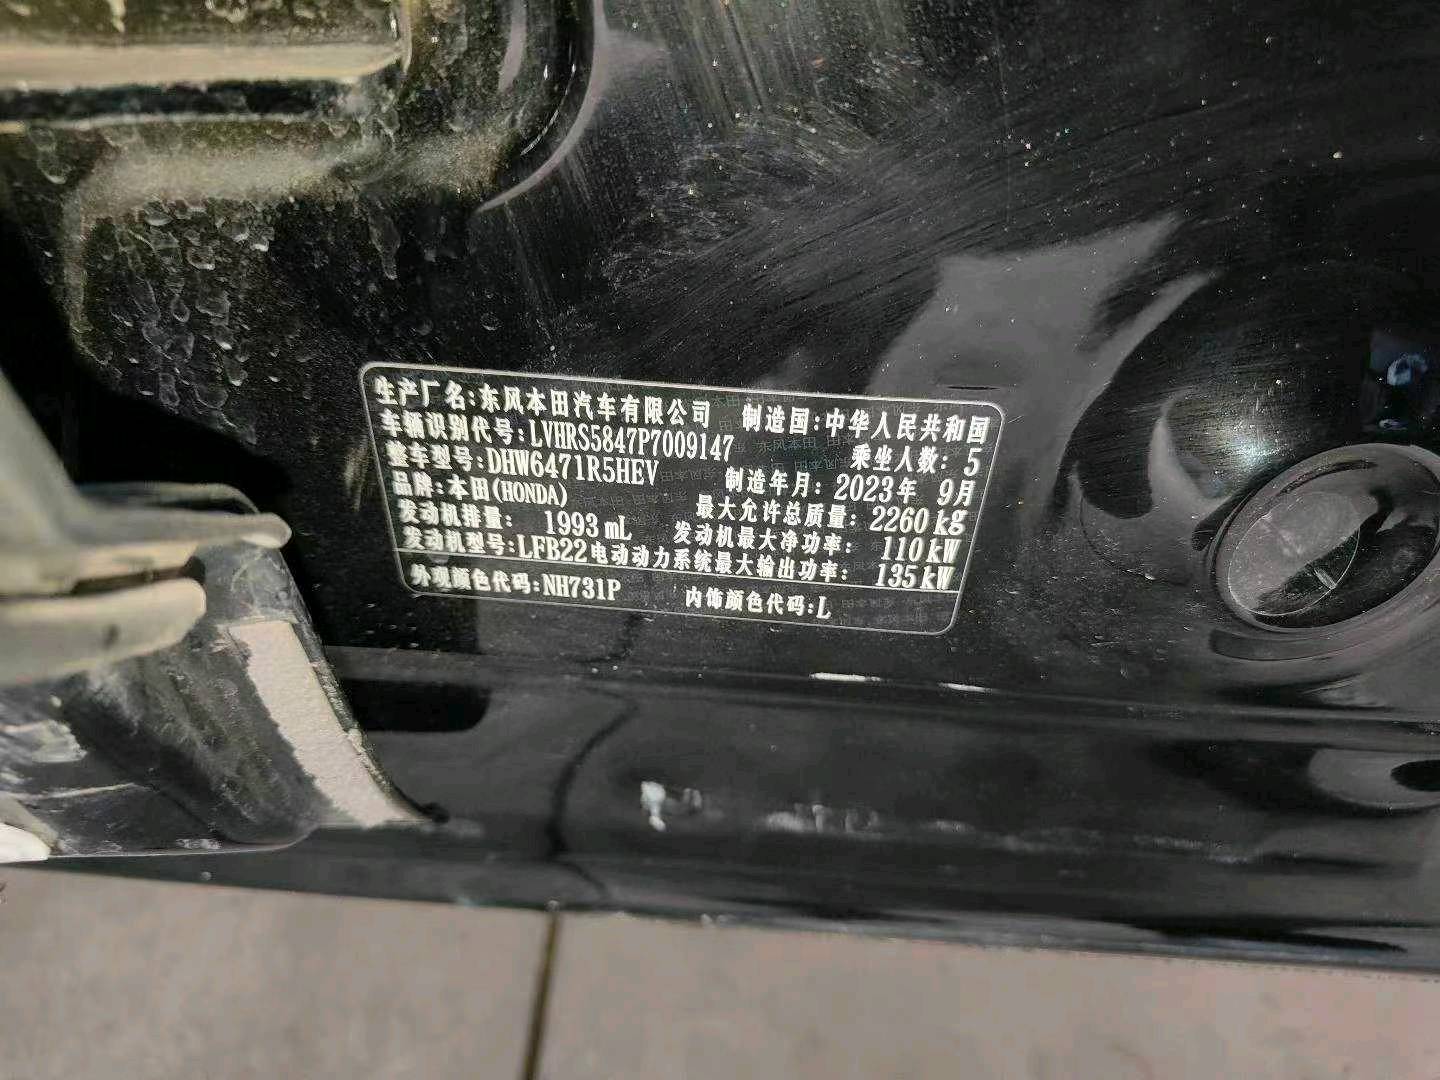 生产厂名:东风本田汽车有限公司 制造国:中华人民共和国
车辆识别代号:LVHRS5847P7009147 乘坐人数: 5
整车型号:DHW6471R5HEV 制造年月: 2023年 9月
品牌:本田(HONDA) 最大允许总质量: 2260 kg
发动机排量: 1993 mL 发动机最大净功率: 110 kW
发动机型号:LFB22 电动动力系统最大输出功率: 135 kW
外观颜色代码:NH731P 内饰颜色代码:L